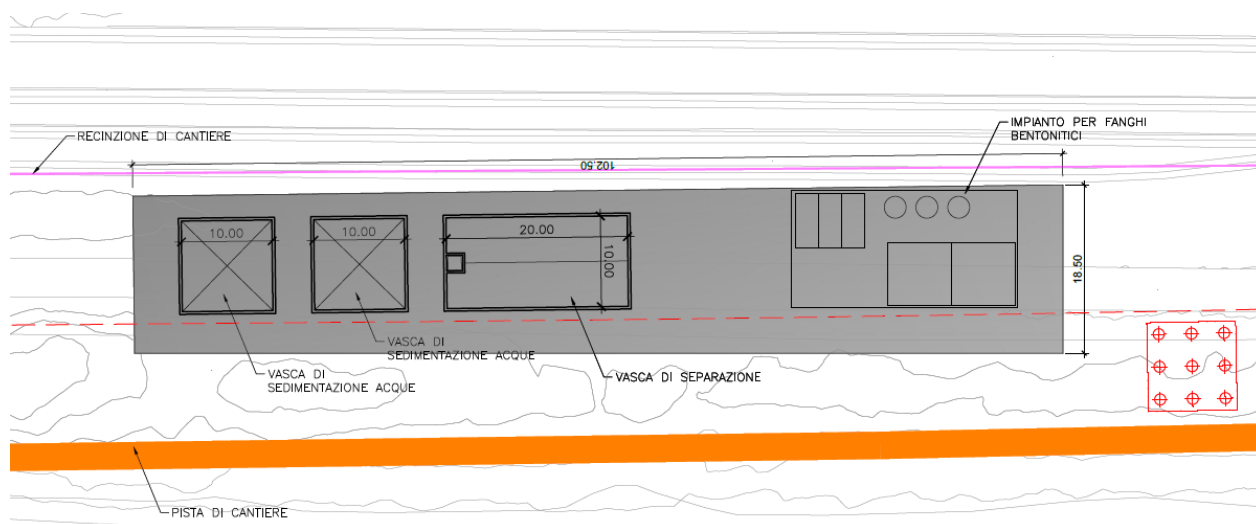 IMPIANTO PER FANGHI
BENTONITICI
RECINZIONE DI CANTIERE
102.50
10.00
10.00
20.00
10.00
18.50
VASCA DI
SEDIMENTAZIONE ACQUE
VASCA DI
SEDIMENTAZIONE ACQUE
VASCA DI SEPARAZIONE
PISTA DI CANTIERE